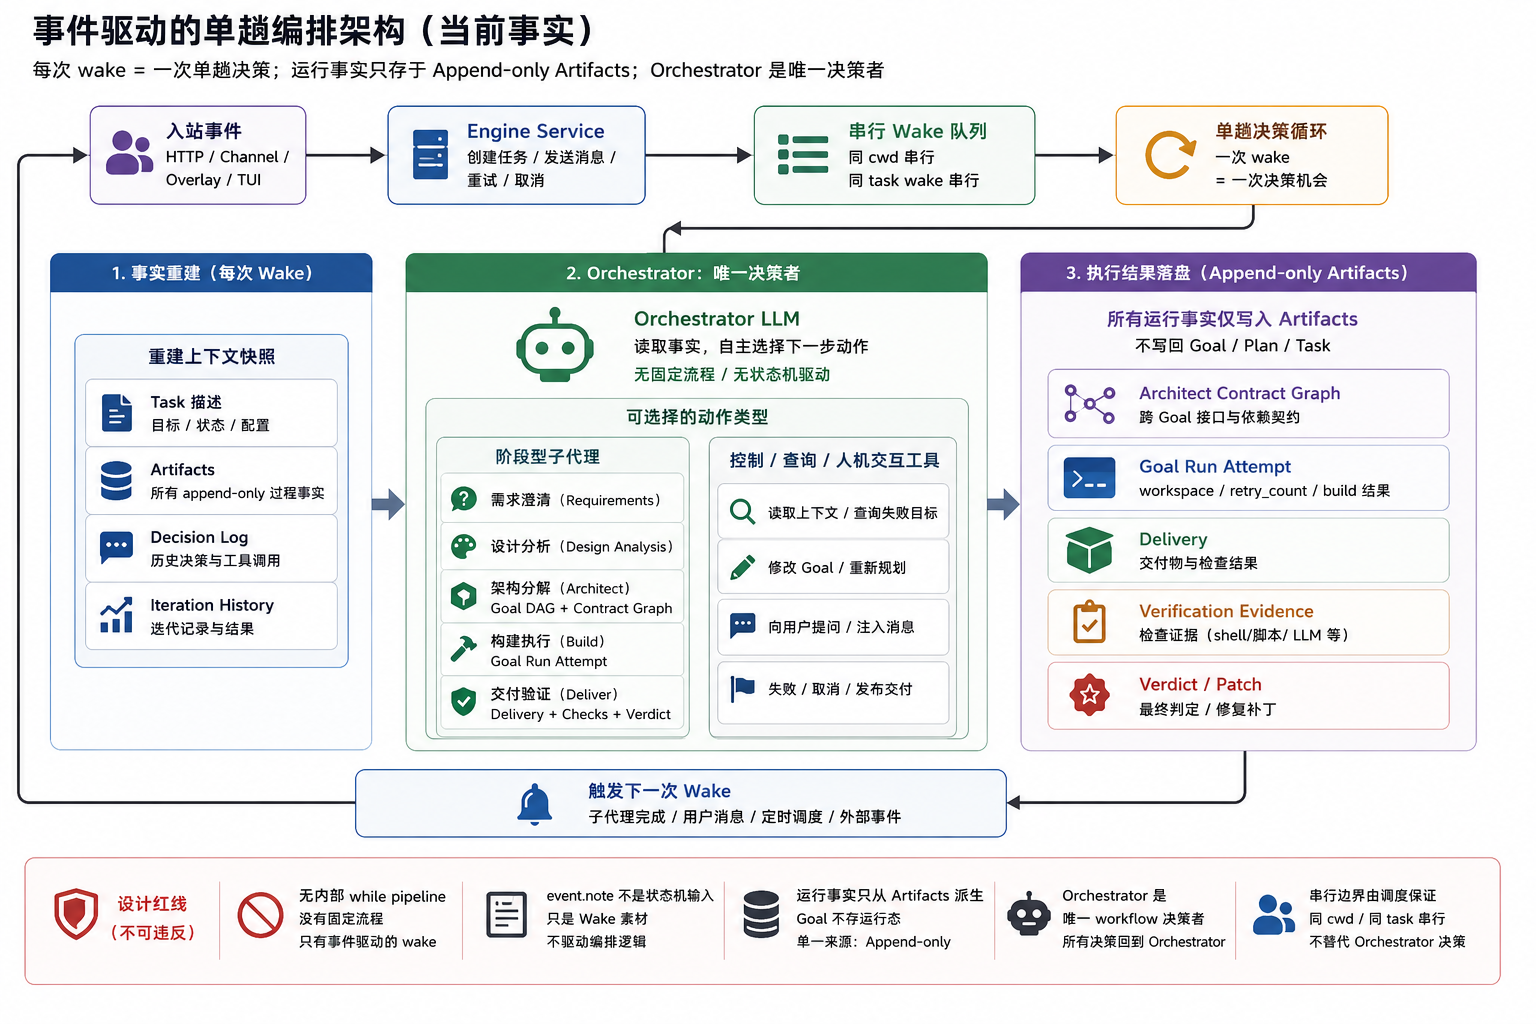 事件驱动的单趟编排架构（当前事实）
每次 wake = 一次单趟决策；运行事实只存于 Append-only Artifacts；Orchestrator 是唯一决策者
入站事件
HTTP / Channel /
Overlay / TUI
Engine Service
创建任务 / 发送消息 /
重试 / 取消
串行 Wake 队列
同 cwd 串行
同 task wake 串行
单趟决策循环
一次 wake
= 一次决策机会
1. 事实重建（每次 Wake）
重建上下文快照
Task 描述
目标 / 状态 / 配置
Artifacts
所有 append-only 过程事实
Decision Log
历史决策与工具调用
Iteration History
迭代记录与结果
2. Orchestrator：唯一决策者
Orchestrator LLM
读取事实，自主选择下一步动作
无固定流程 / 无状态机驱动
可选择的动作类型
阶段型子代理
需求澄清（Requirements）
设计分析（Design Analysis）
架构分解（Architect）
Goal DAG + Contract Graph
构建执行（Build）
Goal Run Attempt
交付验证（Deliver）
Delivery + Checks + Verdict
控制 / 查询 / 人机交互工具
读取上下文 / 查询失败目标
修改 Goal / 重新规划
向用户提问 / 注入消息
失败 / 取消 / 发布交付
3. 执行结果落盘（Append-only Artifacts）
所有运行事实仅写入 Artifacts
不写回 Goal / Plan / Task
Architect Contract Graph
跨 Goal 接口与依赖契约
Goal Run Attempt
workspace / retry_count / build 结果
Delivery
交付物与检查结果
Verification Evidence
检查证据（shell/脚本/ LLM 等）
Verdict / Patch
最终判定 / 修复补丁
触发下一次 Wake
子代理完成 / 用户消息 / 定时调度 / 外部事件
设计红线
（不可违反）
无内部 while pipeline
没有固定流程
只有事件驱动的 wake
event.note 不是状态机输入
只是 Wake 素材
不驱动编排逻辑
运行事实只从 Artifacts 派生
Goal 不存运行态
单一来源：Append-only
Orchestrator 是
唯一 workflow 决策者
所有决策回到 Orchestrator
串行边界由调度保证
同 cwd / 同 task 串行
不替代 Orchestrator 决策